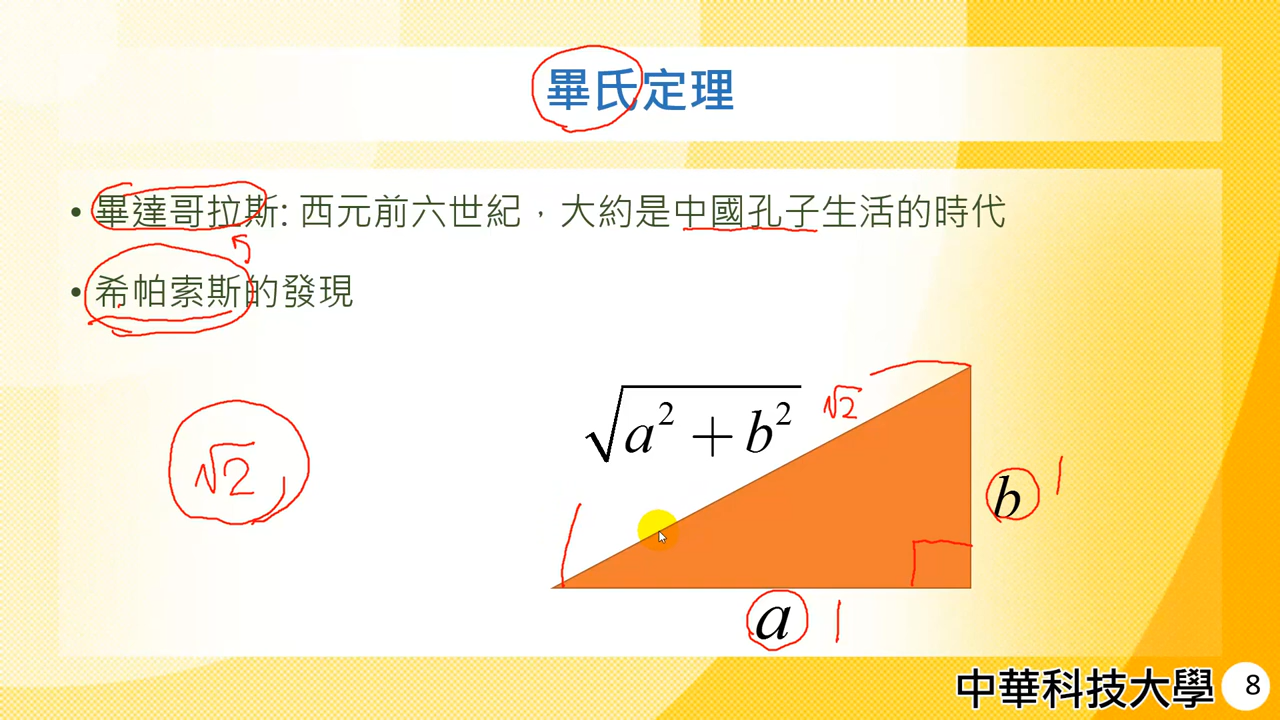 畢氏定理
• 畢達哥拉斯: 西元前六世紀，大約是中國孔子生活的時代
• 希帕索斯的發現
√(a² + b²)
√2
√2
b 1
a 1
中華科技大學 8